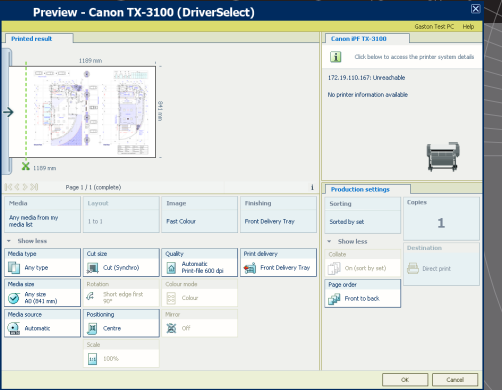 Preview - Canon TX-3100 (DriverSelect)
Gaston Test PC Help
Printed result
1189 mm
841 mm
1189 mm
Page 1 / 1 (complete)
i
Canon iPF TX-3100
Click below to access the printer system details
172.19.110.167: Unreachable
No printer information available
Media
Any media from my
media list
Layout
1 to 1
Image
Fast Colour
Finishing
Front Delivery Tray
Show less
Media type
Any type
Cut size
Cut (Synchro)
Quality
Automatic
Print-file 600 dpi
Print delivery
Front Delivery Tray
Media size
Any size
A0 (841 mm)
Rotation
Short edge first
90°
Colour mode
Colour
Media source
AUTO
Automatic
Positioning
Centre
Mirror
Off
Scale
1:1
100%
Production settings
Sorting
Sorted by set
Copies
1
Show less
Collate
On (sort by set)
Destination
Direct print
Page order
Front to back
OK Cancel